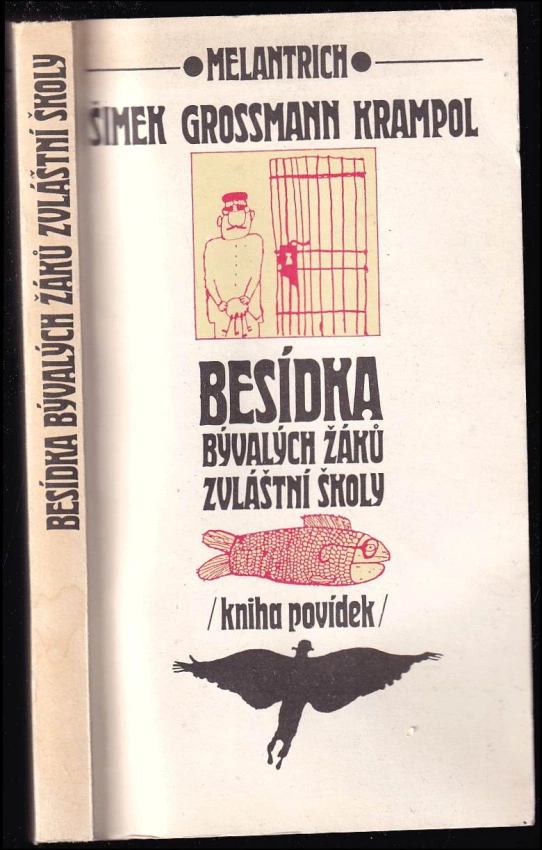 MELANTRICH
ŠIMEK GROSSMANN KRAMPOL
BESÍDKA
BÝVALÝCH ŽÁKŮ
ZVLÁŠTNÍ ŠKOLY
/kniha povídek/
BESÍDKA BÝVALÝCH ŽÁKŮ ZVLÁŠTNÍ ŠKOLY